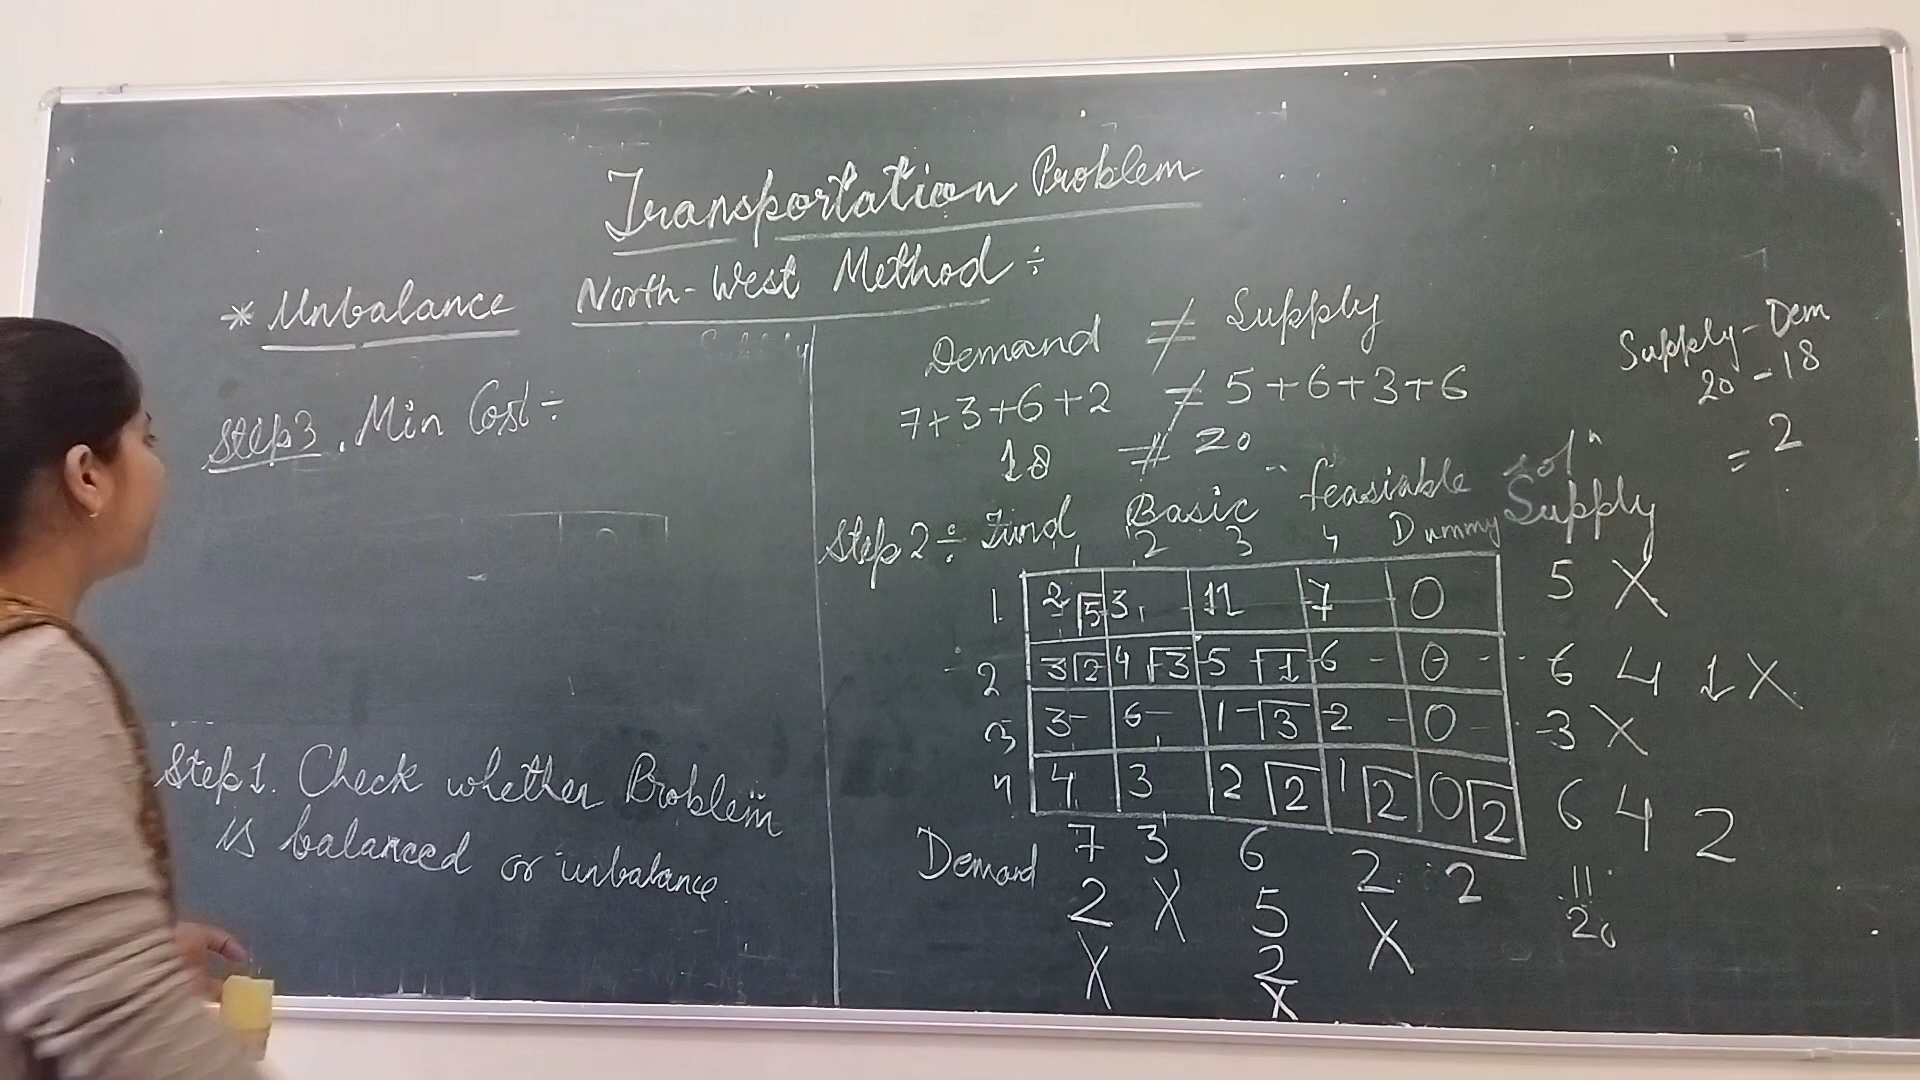 Transportation Problem
* Unbalance North-West Method ÷
Step3. Min Cost ÷
Step1. Check whether Problem
is balanced or unbalance.
Demand ≠ Supply
7+3+6+2 ≠ 5+6+3+6
18 ≠ 20
Supply-Dem
20 - 18
= 2
Step 2 ÷ Find Basic feasiable solⁿ
1 2 3 4 Dummy Supply
1 2 [5] 3 11 7 0 5 X
2 3 [2] 4 [3] 5 [1] 6 0 6 4 1 X
3 3 6 1 [3] 2 0 3 X
4 4 3 2 [2] 1 [2] 0 [2] 6 4 2
Demand 7 3 6 2 2 11
2 X 5 X 20
X 2
X